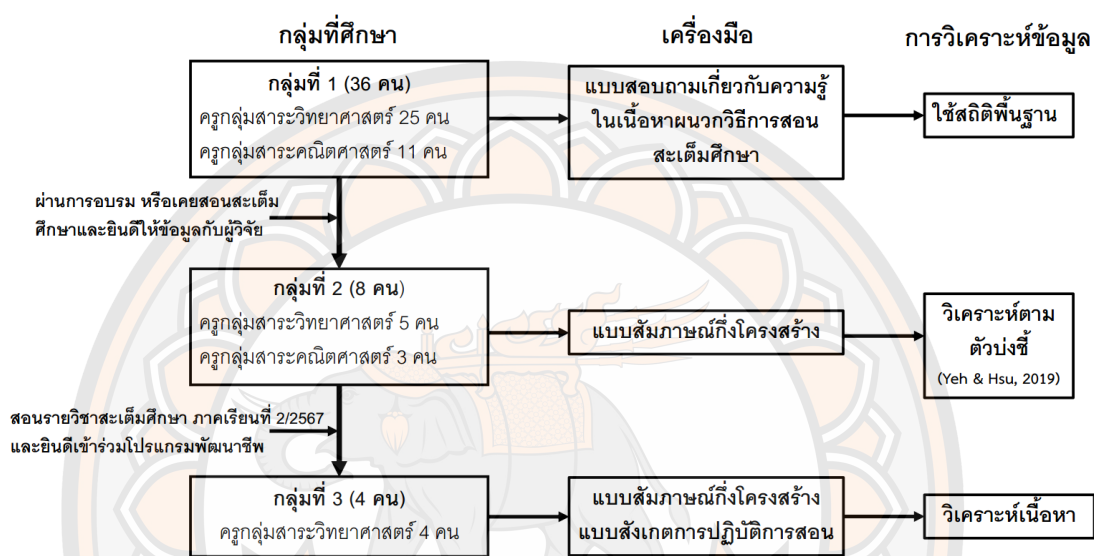 กลุ่มที่ศึกษา
เครื่องมือ
การวิเคราะห์ข้อมูล
กลุ่มที่ 1 (36 คน)
ครูกลุ่มสาระวิทยาศาสตร์ 25 คน
ครูกลุ่มสาระคณิตศาสตร์ 11 คน
แบบสอบถามเกี่ยวกับความรู้
ในเนื้อหาผนวกวิธีการสอน
สะเต็มศึกษา
ใช้สถิติพื้นฐาน
ผ่านการอบรม หรือเคยสอนสะเต็ม
ศึกษาและยินดีให้ข้อมูลกับผู้วิจัย
กลุ่มที่ 2 (8 คน)
ครูกลุ่มสาระวิทยาศาสตร์ 5 คน
ครูกลุ่มสาระคณิตศาสตร์ 3 คน
แบบสัมภาษณ์กึ่งโครงสร้าง
วิเคราะห์ตาม
ตัวบ่งชี้
(Yeh & Hsu, 2019)
สอนรายวิชาสะเต็มศึกษา ภาคเรียนที่ 2/2567
และยินดีเข้าร่วมโปรแกรมพัฒนาชีพ
กลุ่มที่ 3 (4 คน)
ครูกลุ่มสาระวิทยาศาสตร์ 4 คน
แบบสัมภาษณ์กึ่งโครงสร้าง
แบบสังเกตการปฏิบัติการสอน
วิเคราะห์เนื้อหา